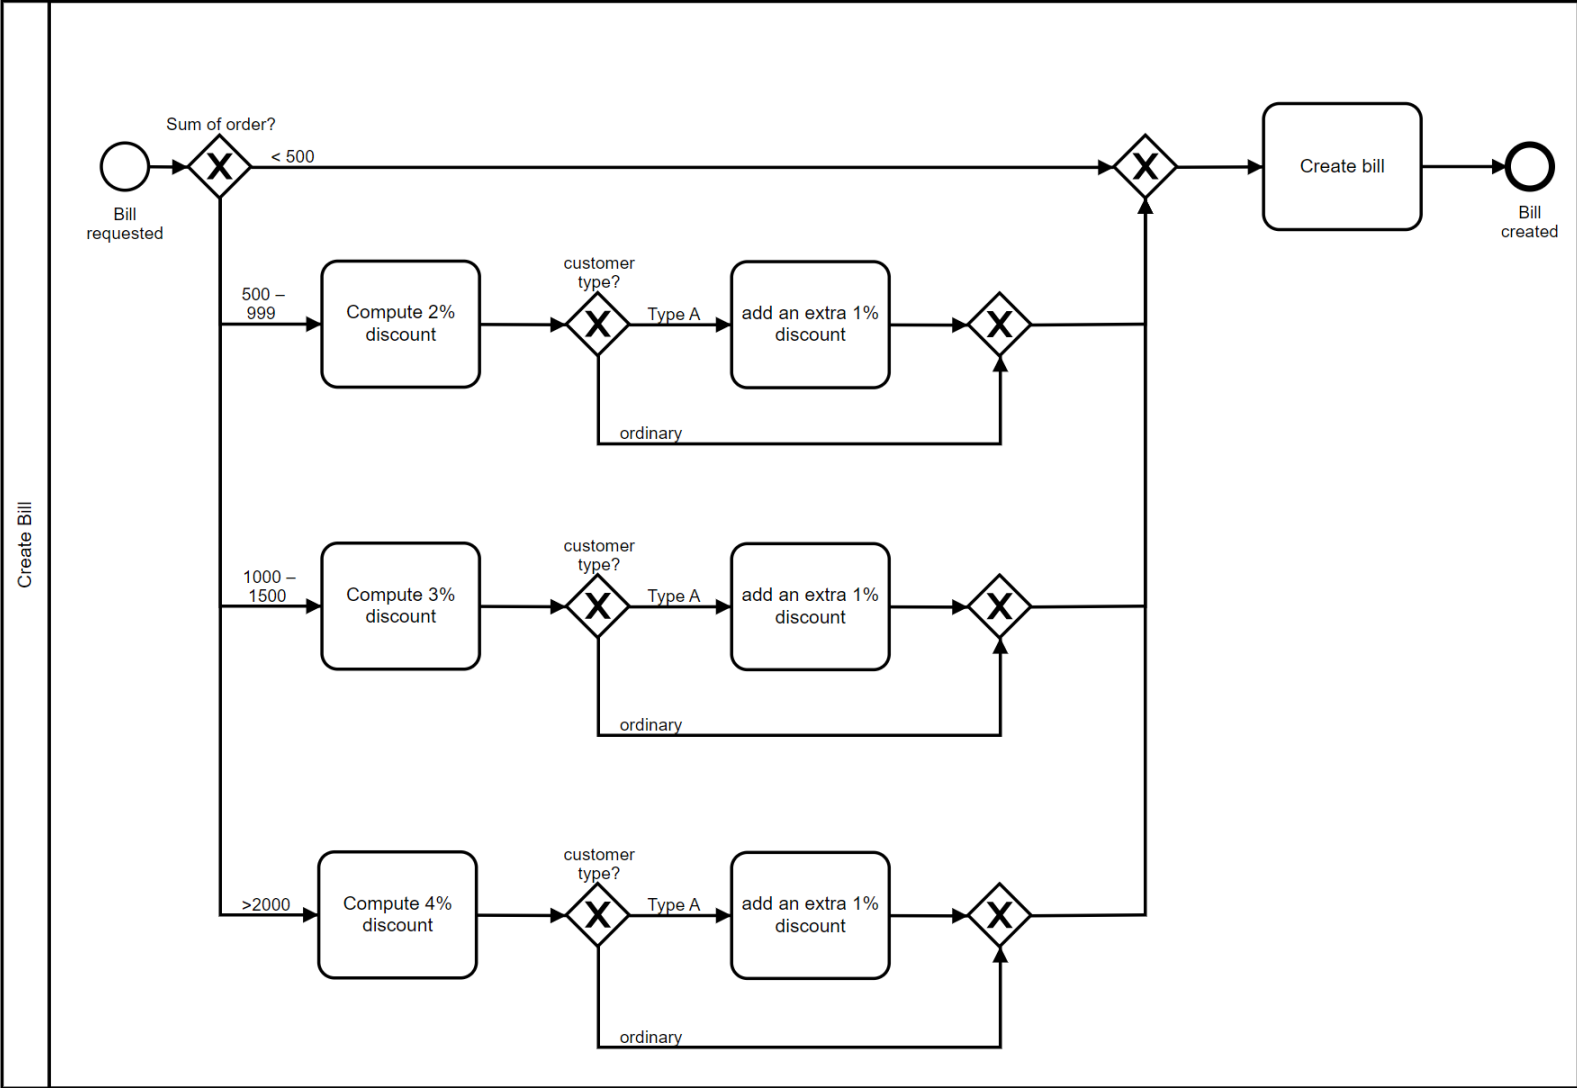 Create Bill
Sum of order?
Bill
requested
X
< 500
X
Create bill
Bill
created
500 –
999
Compute 2%
discount
customer
type?
X
Type A
add an extra 1%
discount
X
ordinary
1000 –
1500
Compute 3%
discount
customer
type?
X
Type A
add an extra 1%
discount
X
ordinary
>2000
Compute 4%
discount
customer
type?
X
Type A
add an extra 1%
discount
X
ordinary